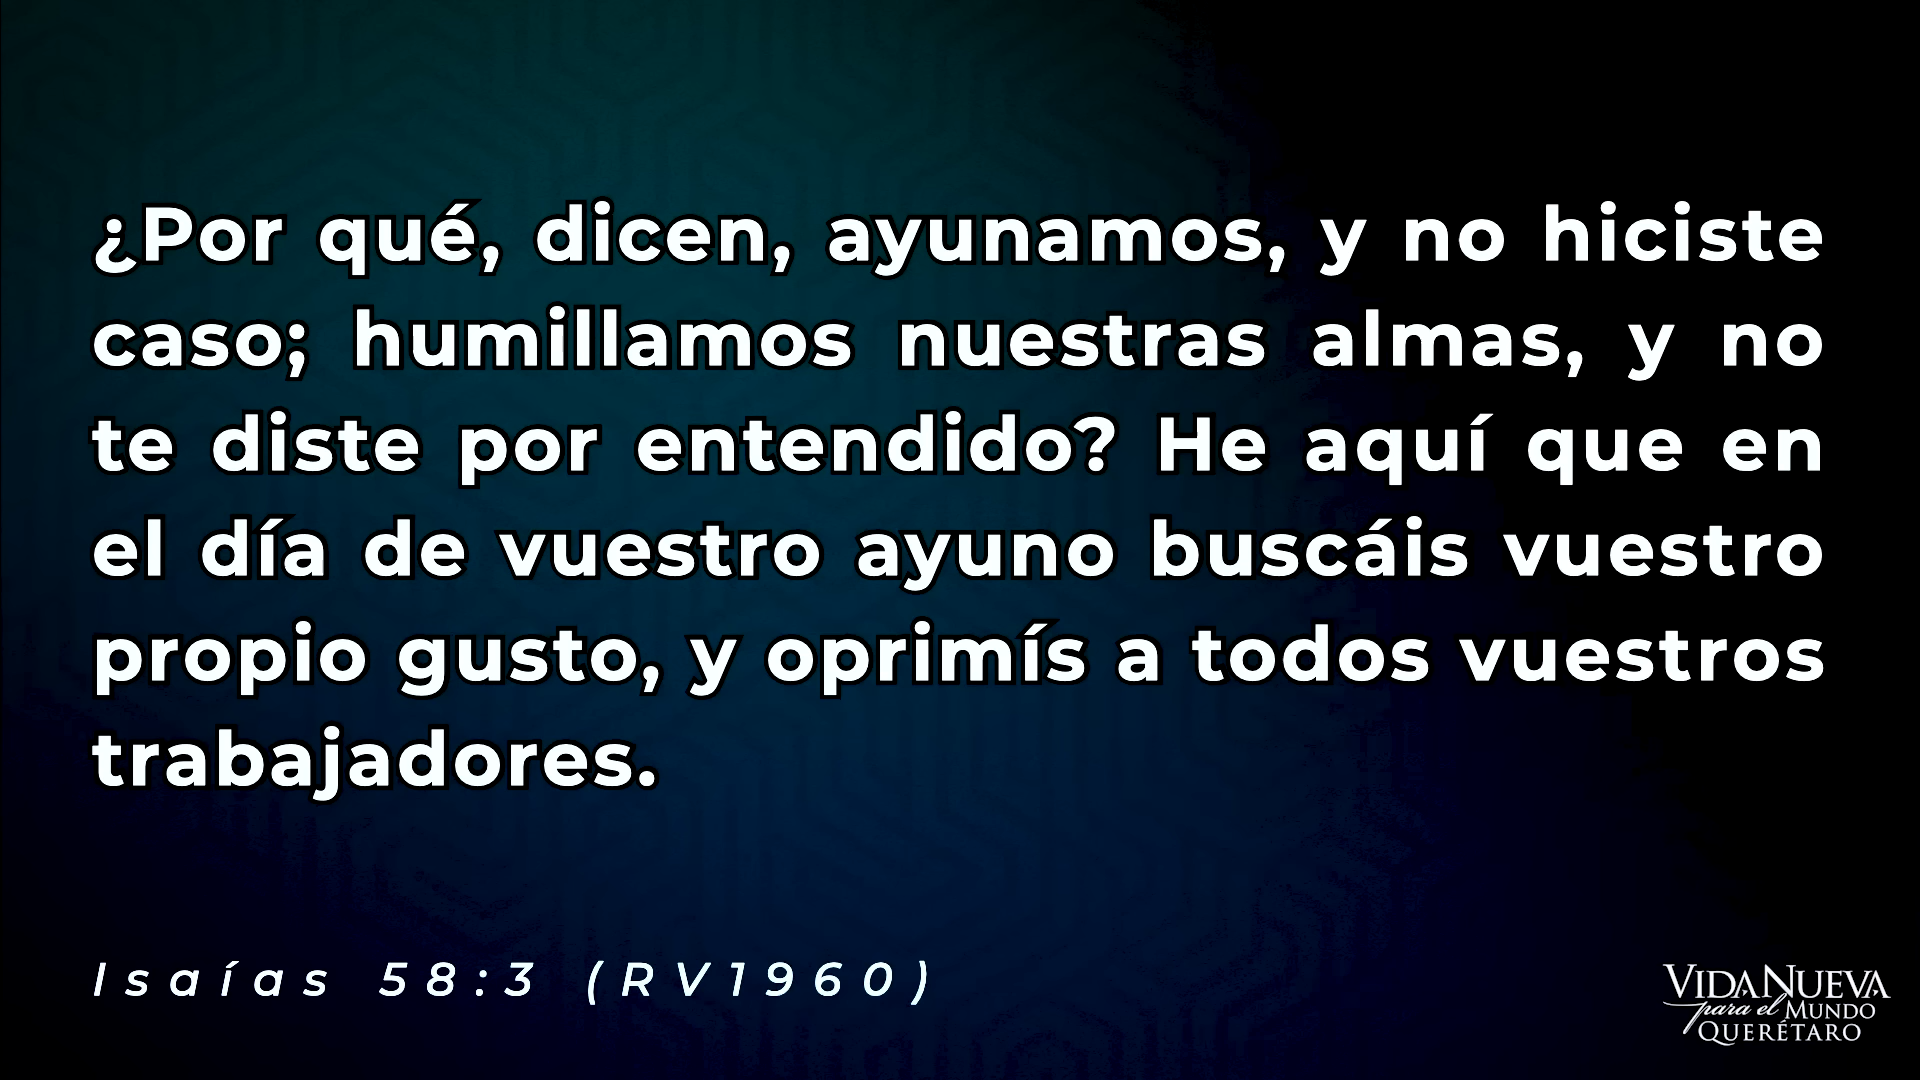 ¿Por qué, dicen, ayunamos, y no hiciste
caso; humillamos nuestras almas, y no
te diste por entendido? He aquí que en
el día de vuestro ayuno buscáis vuestro
propio gusto, y oprimís a todos vuestros
trabajadores.
Isaías 58:3 (RV1960)
VIDA NUEVA
para el MUNDO
QUERÉTARO